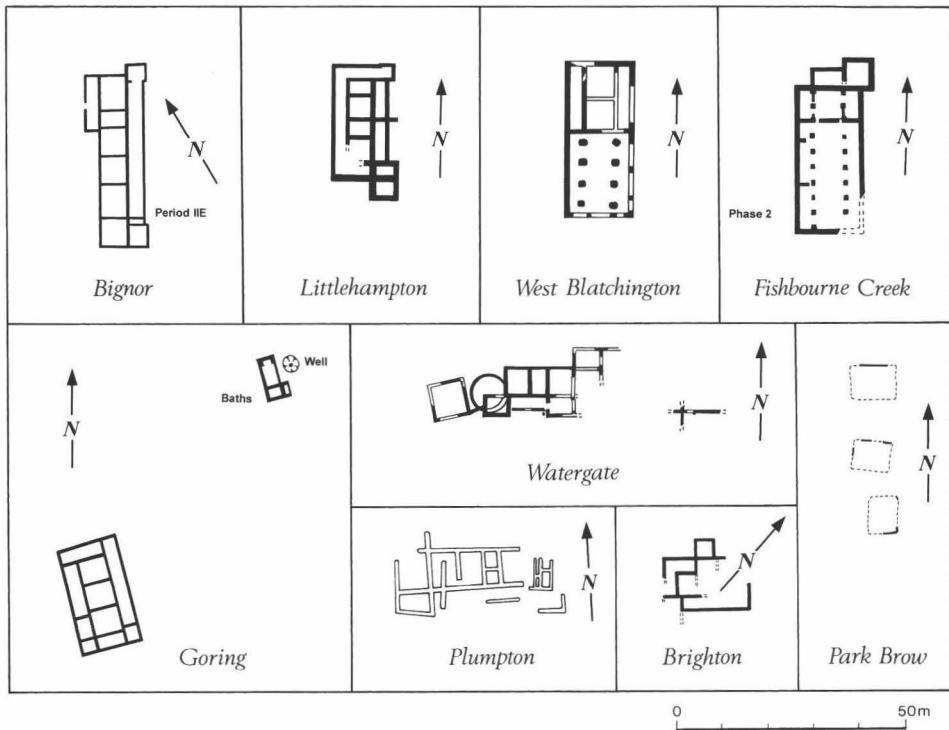 N
Period IIE
Bignor
N
Littlehampton
N
West Blatchington
N
Phase 2
Fishbourne Creek
N
Well
Baths
Goring
N
Watergate
N
Plumpton
N
Brighton
N
Park Brow
0 50m